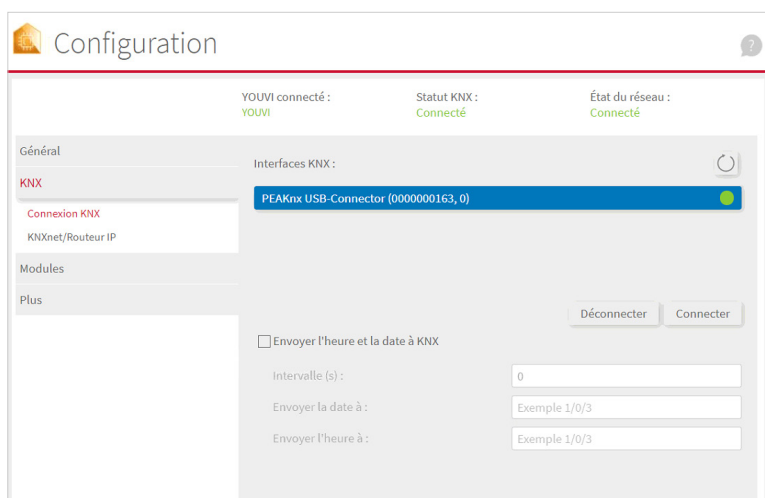 Configuration
?
YOUVI connecté :
YOUVI
Statut KNX :
Connecté
État du réseau :
Connecté
Général
KNX
Connexion KNX
KNXnet/Routeur IP
Modules
Plus
Interfaces KNX :
PEAKnx USB-Connector (0000000163, 0)
Déconnecter
Connecter
Envoyer l'heure et la date à KNX
Intervalle (s) :
0
Envoyer la date à :
Exemple 1/0/3
Envoyer l'heure à :
Exemple 1/0/3